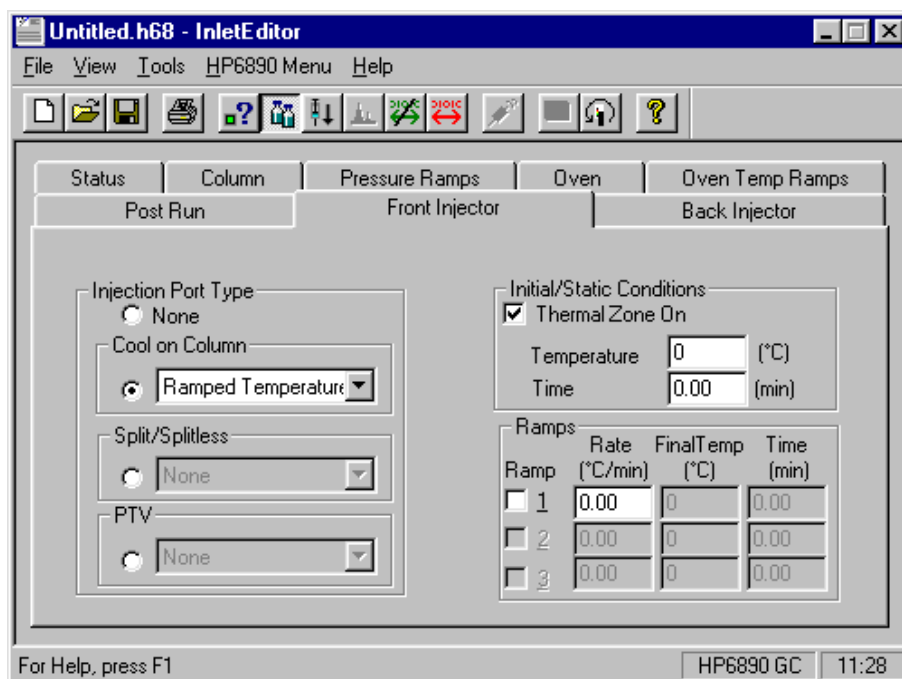 Untitled.h68 - InletEditor
File View Tools HP6890 Menu Help
Status Column Pressure Ramps Oven Oven Temp Ramps
Post Run Front Injector Back Injector
Injection Port Type
None
Cool on Column
Ramped Temperature
Split/Splitless
None
PTV
None
Initial/Static Conditions
Thermal Zone On
Temperature 0 (°C)
Time 0.00 (min)
Ramps
Rate FinalTemp Time
Ramp (°C/min) (°C) (min)
1 0.00 0 0.00
2 0.00 0 0.00
3 0.00 0 0.00
For Help, press F1 HP6890 GC 11:28